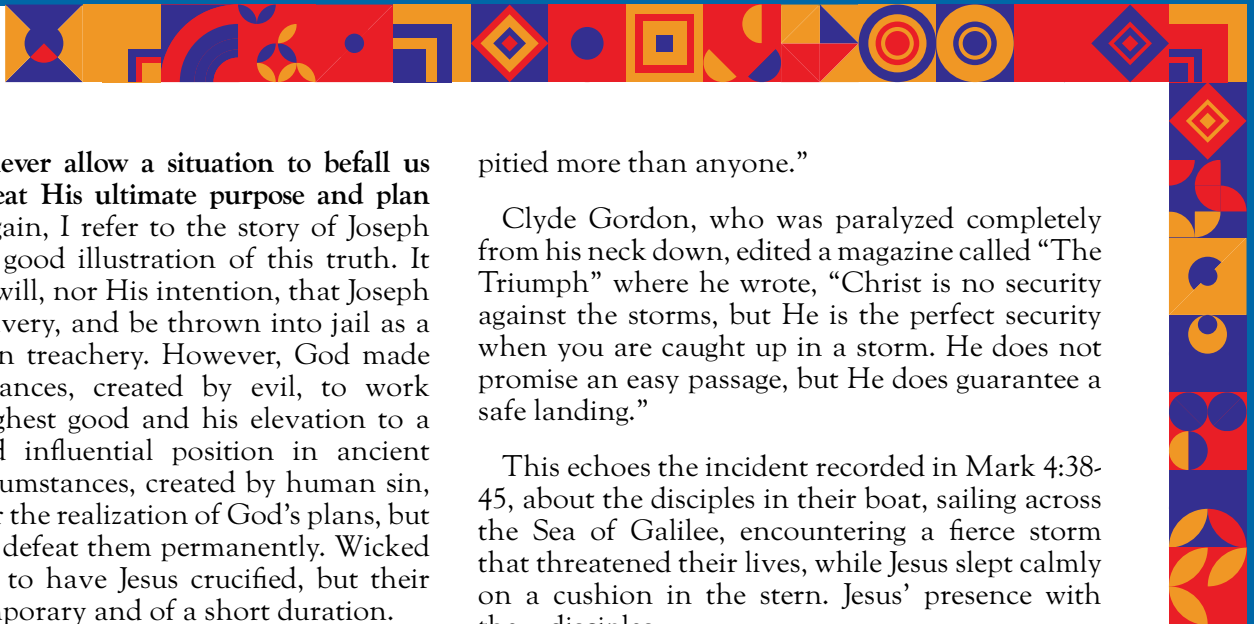 ever allow a situation to befall us
eat His ultimate purpose and plan
gain, I refer to the story of Joseph
good illustration of this truth. It
will, nor His intention, that Joseph
very, and be thrown into jail as a
n treachery. However, God made
ances, created by evil, to work
ghest good and his elevation to a
d influential position in ancient
umstances, created by human sin,
r the realization of God's plans, but
defeat them permanently. Wicked
to have Jesus crucified, but their
porary and of a short duration.
pitied more than anyone.”
Clyde Gordon, who was paralyzed completely
from his neck down, edited a magazine called “The
Triumph” where he wrote, “Christ is no security
against the storms, but He is the perfect security
when you are caught up in a storm. He does not
promise an easy passage, but He does guarantee a
safe landing.”
This echoes the incident recorded in Mark 4:38-
45, about the disciples in their boat, sailing across
the Sea of Galilee, encountering a fierce storm
that threatened their lives, while Jesus slept calmly
on a cushion in the stern. Jesus’ presence with